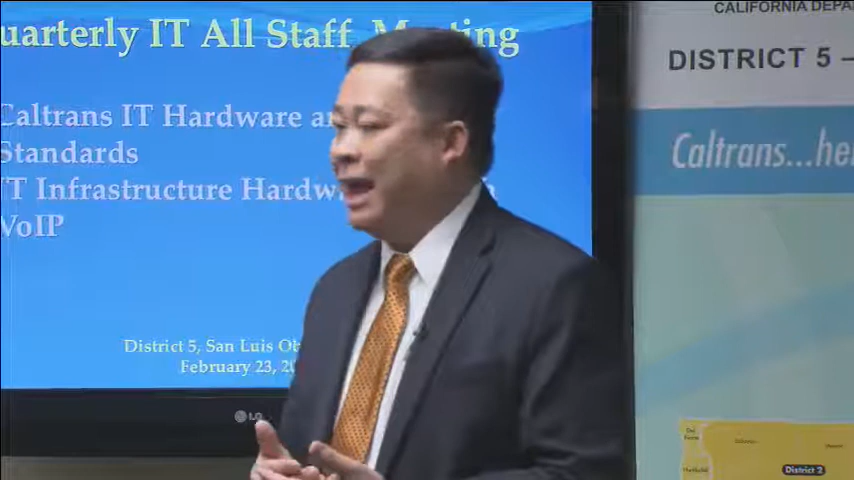 uarterly IT All Staff Meeting
Caltrans IT Hardware
Standards
IT Infrastructure Hardw
VoIP
District 5, San Luis Ob
February 23, 20
LG
CALIFORNIA DEPA
DISTRICT 5 –
Caltrans...he
District 2